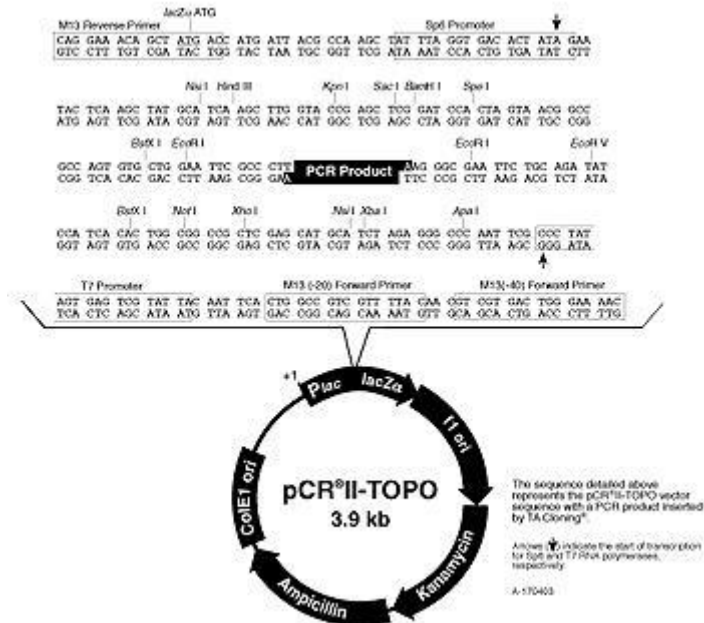 lacZα ATG
M13 Reverse Primer
Sp6 Promoter
CAG GAA ACA GCT ATG ACC ATG ATT ACG CCA AGC TAT TTA GGT GAC ACT ATA GAA
GTC CTT TGT CGA TAC TGG TAC TAA TGC GGT TCG ATA AAT CCA CTG TGA TAT CTT
Nsi I Hind III Kpn I Sac I BamH I Spe I
TAC TCA AGC TAT GCA TCA AGC TTG GTA CCG AGC TCG GAT CCA CTA GTA ACG GCC
ATG AGT TCG ATA CGT AGT TCG AAC CAT GGC TCG AGC CTA GGT GAT CAT TGC CGG
BstX I EcoR I EcoR I EcoR V
GCC AGT GTG CTG GAA TTC GCC CTT PCR Product AAG GGC GAA TTC TGC AGA TAT
CGG TCA CAC GAC CTT AAG CGG GAA TTC CCG CTT AAG ACG TCT ATA
BstX I Not I Xho I Nsi I Xba I Apa I
CCA TCA CAC TGG CGG CCG CTC GAG CAT GCA TCT AGA GGG CCC AAT TCG CCC TAT
GGT AGT GTG ACC GCC GGC GAG CTC GTA CGT AGA TCT CCC GGG TTA AGC GGG ATA
T7 Promoter M13 (-20) Forward Primer M13(-40) Forward Primer
AGT GAG TCG TAT TAC AAT TCA CTG GCC GTC GTT TTA CAA CGT CGT GAC TGG GAA AAC
TCA CTC AGC ATA ATG TTA AGT GAC CGG CAG CAA AAT GTT GCA GCA CTG ACC CTT TTG
+1
Plac lacZα
f1 ori
Kanamycin
Ampicillin
ColE1 ori
pCR®II-TOPO
3.9 kb
The sequence detailed above
represents the pCR®II-TOPO vector
sequence with a PCR product inserted
by TA Cloning®.
Arrows ( ) indicate the start of transcription
for Sp6 and T7 RNA polymerases,
respectively.